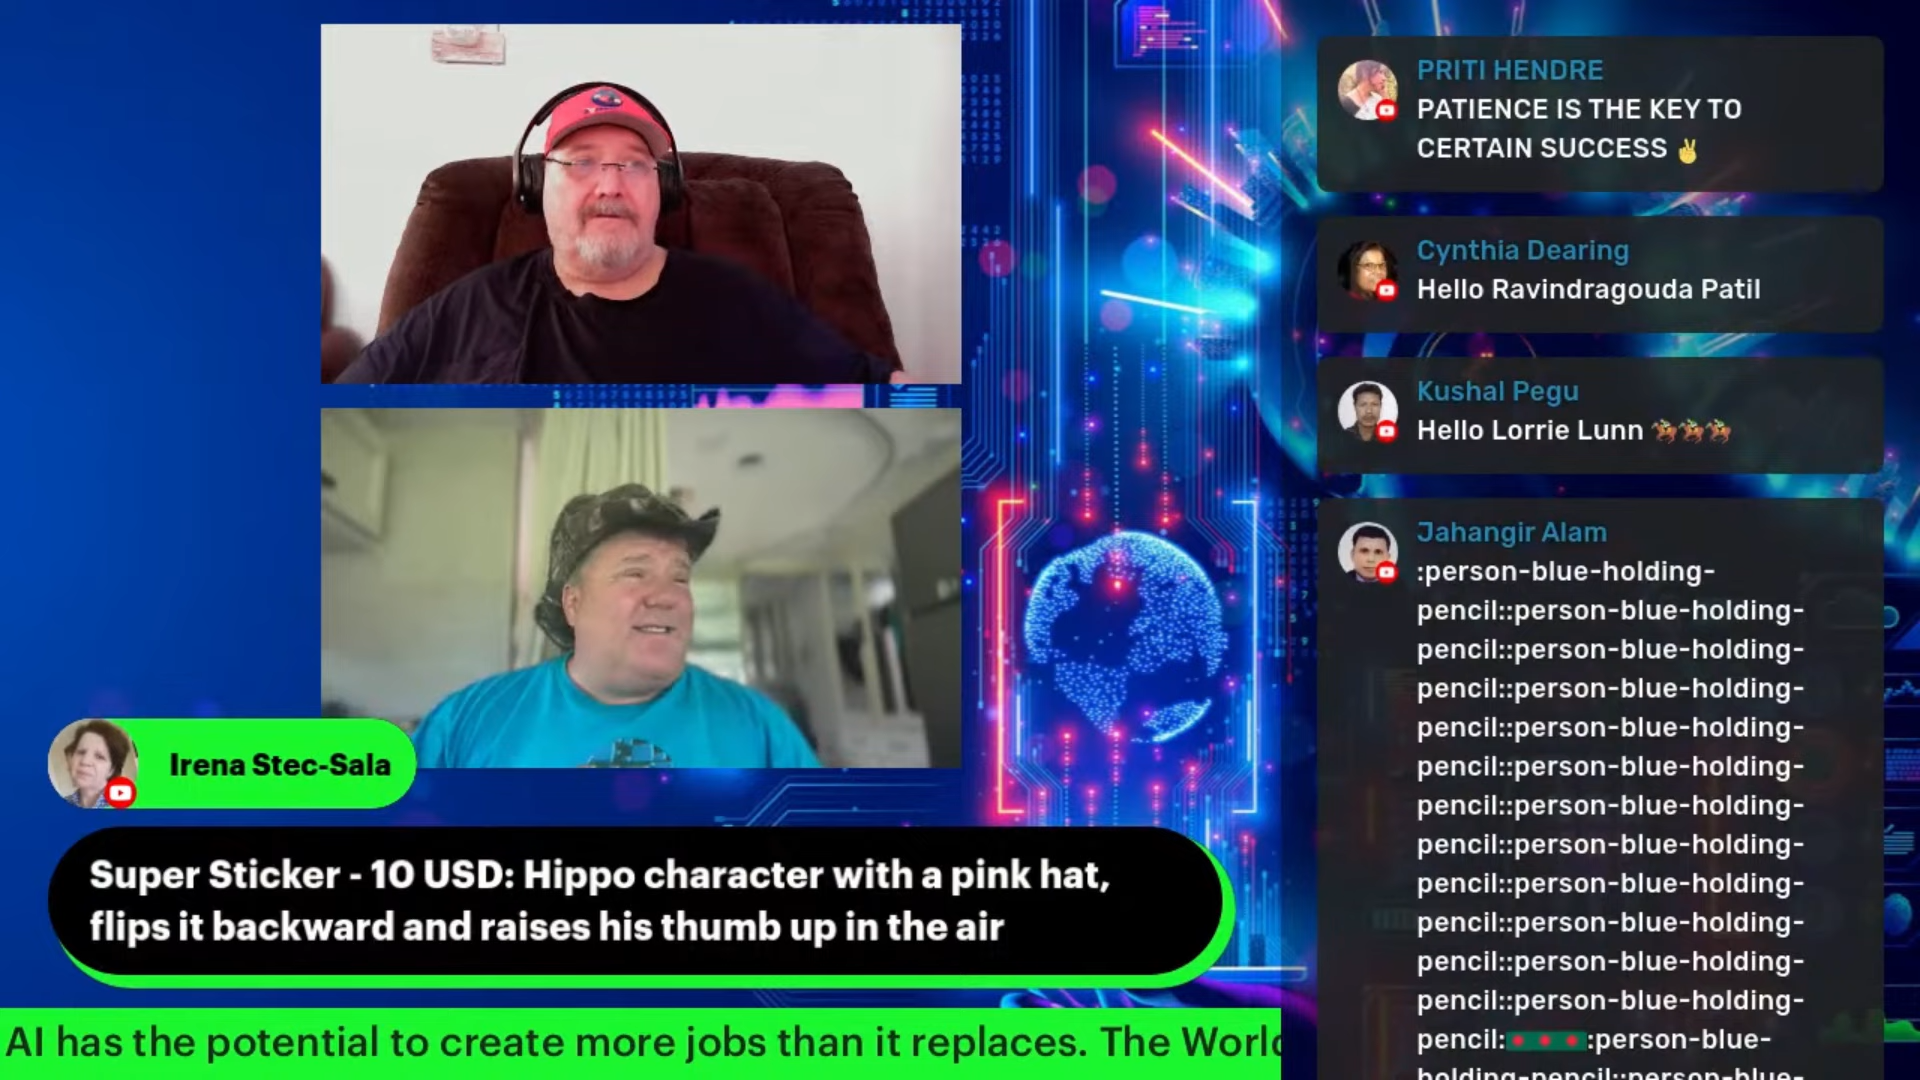 PRITI HENDRE
PATIENCE IS THE KEY TO
CERTAIN SUCCESS ✌
Cynthia Dearing
Hello Ravindragouda Patil
Kushal Pegu
Hello Lorrie Lunn 🏇🏇🏇
Jahangir Alam
:person-blue-holding-
pencil::person-blue-holding-
pencil::person-blue-holding-
pencil::person-blue-holding-
pencil::person-blue-holding-
pencil::person-blue-holding-
pencil::person-blue-holding-
pencil::person-blue-holding-
pencil::person-blue-holding-
pencil::person-blue-holding-
pencil::person-blue-holding-
pencil::person-blue-holding-
pencil:🇧🇩🇧🇩🇧🇩:person-blue-
holding-pencil::person-blue-
Irena Stec-Sala
Super Sticker - 10 USD: Hippo character with a pink hat,
flips it backward and raises his thumb up in the air
AI has the potential to create more jobs than it replaces. The World